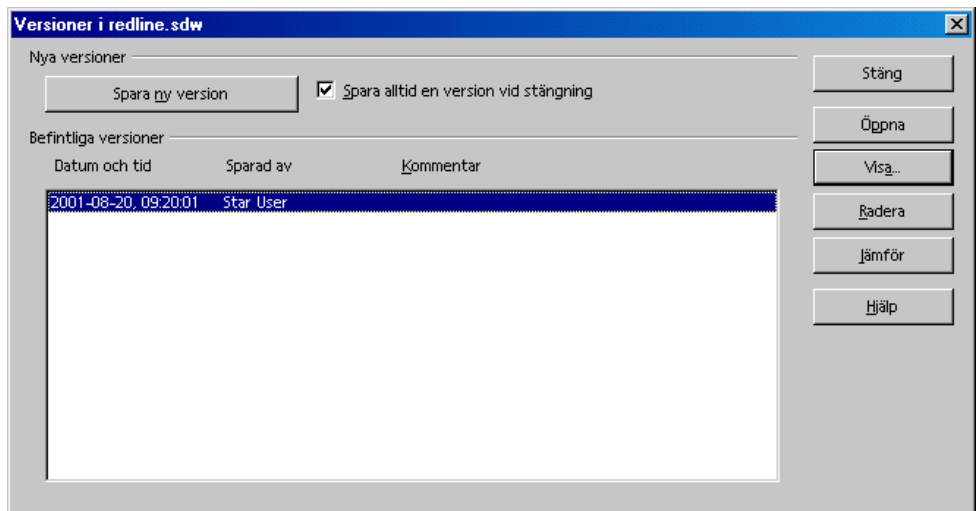 Versioner i redline.sdw
Nya versioner
Spara ny version
Spara alltid en version vid stängning
Befintliga versioner
Datum och tid Sparad av Kommentar
2001-08-20, 09:20:01 Star User
Stäng
Öppna
Visa...
Radera
Jämför
Hjälp